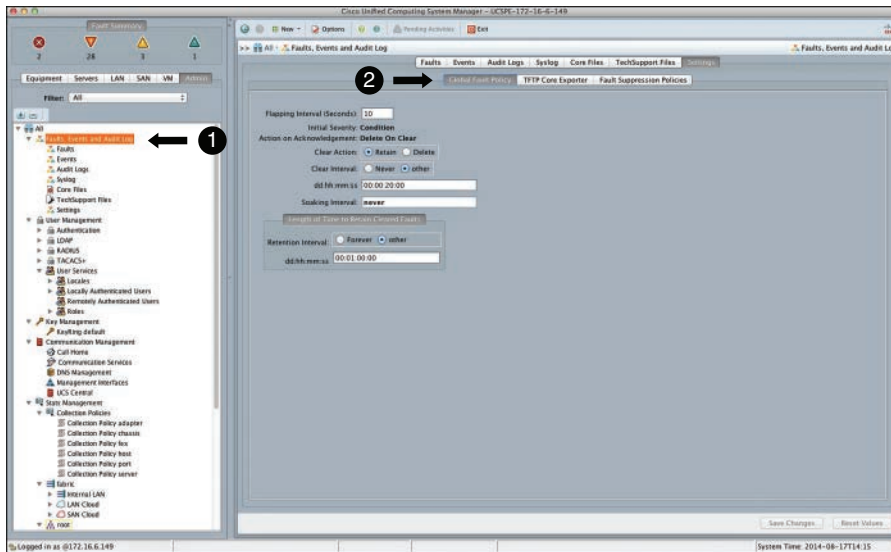 Cisco Unified Computing System Manager - UCSPE-172-16-6-149
Fault Summary
2 28 3 1
Equipment Servers LAN SAN VM Admin
Filter: All
All
Faults, Events and Audit Log
Faults
Events
Audit Logs
Syslog
Core Files
TechSupport Files
Settings
User Management
Authentication
LDAP
RADIUS
TACACS+
User Services
Locales
Locally Authenticated Users
Remotely Authenticated Users
Roles
Key Management
KeyRing default
Communication Management
Call Home
Communication Services
DNS Management
Management Interfaces
UCS Central
Stats Management
Collection Policies
Collection Policy adapter
Collection Policy chassis
Collection Policy fex
Collection Policy host
Collection Policy port
Collection Policy server
fabric
Internal LAN
LAN Cloud
SAN Cloud
root
1
New Options Pending Activities Exit
>> All Faults, Events and Audit Log
Faults, Events and Audit Lo
Faults Events Audit Logs Syslog Core Files TechSupport Files Settings
2
Global Fault Policy TFTP Core Exporter Fault Suppression Policies
Flapping Interval (Seconds): 10
Initial Severity: Condition
Action on Acknowledgement: Delete On Clear
Clear Action: Retain Delete
Clear Interval: Never other
dd:hh:mm:ss 00:00:20:00
Soaking Interval: never
Length of Time to Retain Cleared Faults
Retention Interval: Forever other
dd:hh:mm:ss 00:01:00:00
Save Changes Reset Values
Logged in as @172.16.6.149
System Time: 2014-08-17T14:15